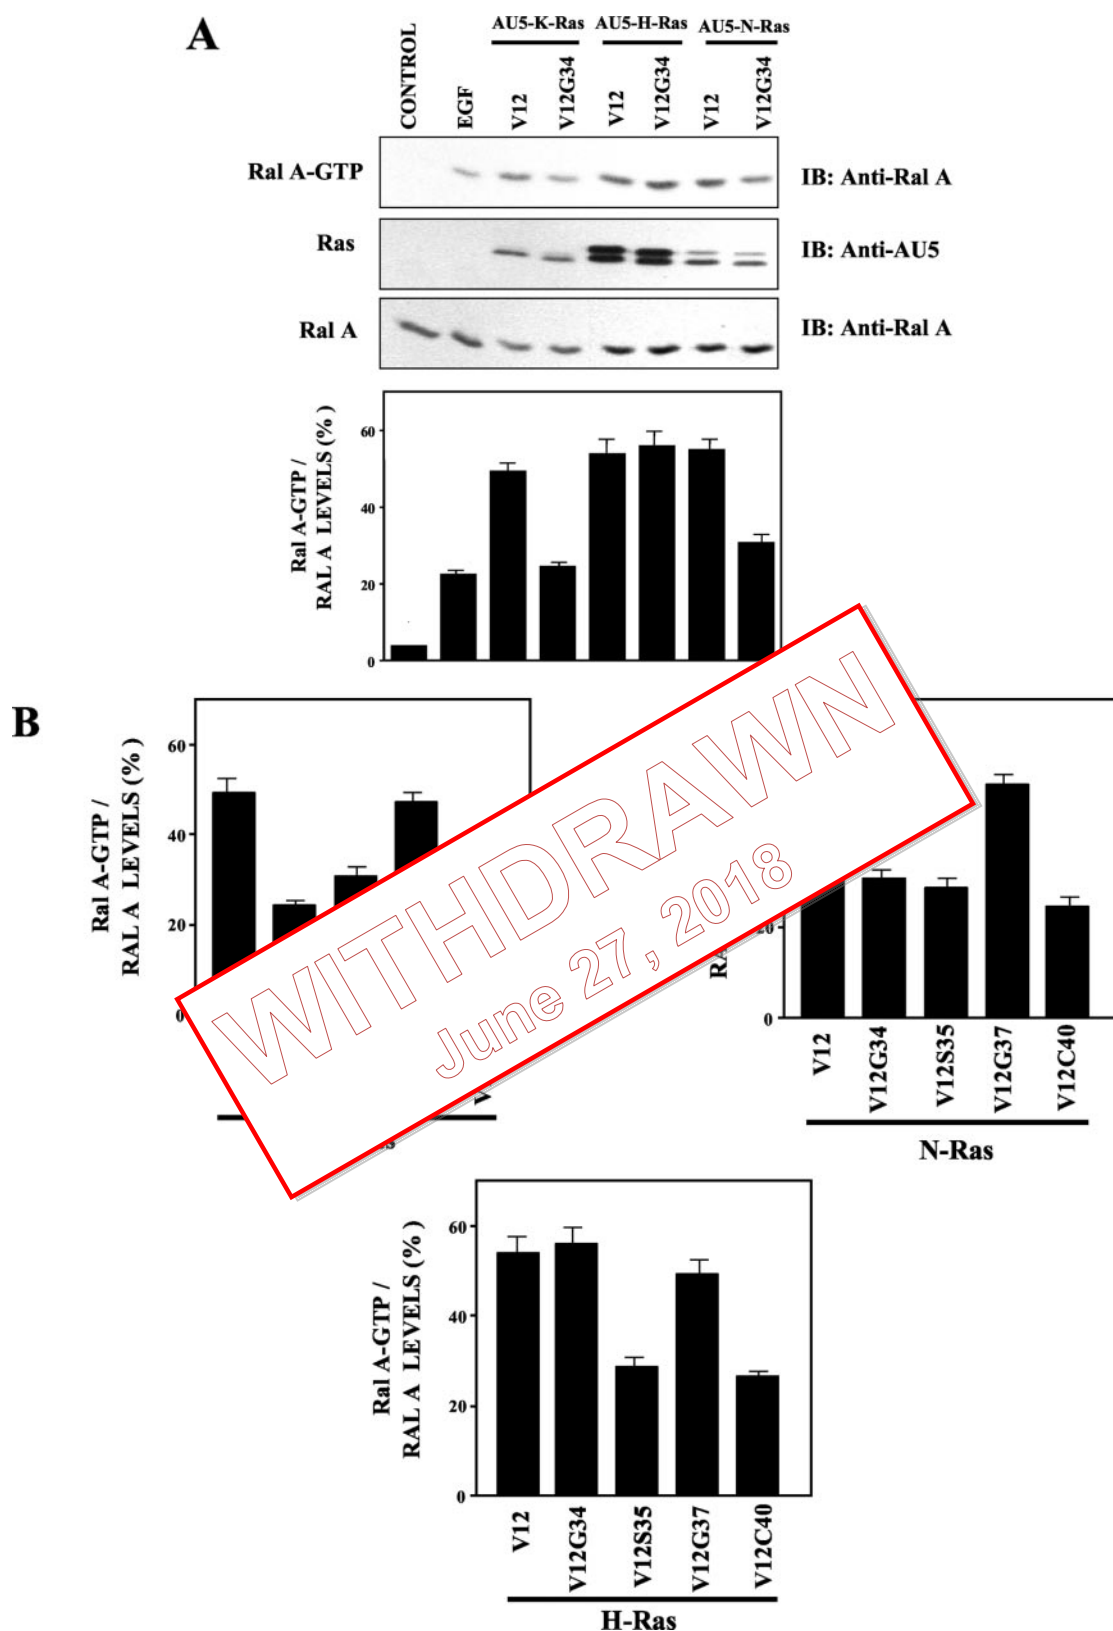 A
AU5-K-Ras AU5-H-Ras AU5-N-Ras
CONTROL EGF V12 V12G34 V12 V12G34 V12 V12G34
Ral A-GTP IB: Anti-Ral A
Ras IB: Anti-AU5
Ral A IB: Anti-Ral A
Ral A-GTP /
RAL A LEVELS (%)
60
40
20
0
B
Ral A-GTP /
RAL A LEVELS (%)
60
40
20
0
WITHDRAWN
June 27, 2018
20
0
V12 V12G34 V12S35 V12G37 V12C40
N-Ras
Ral A-GTP /
RAL A LEVELS (%)
60
40
20
0
V12 V12G34 V12S35 V12G37 V12C40
H-Ras